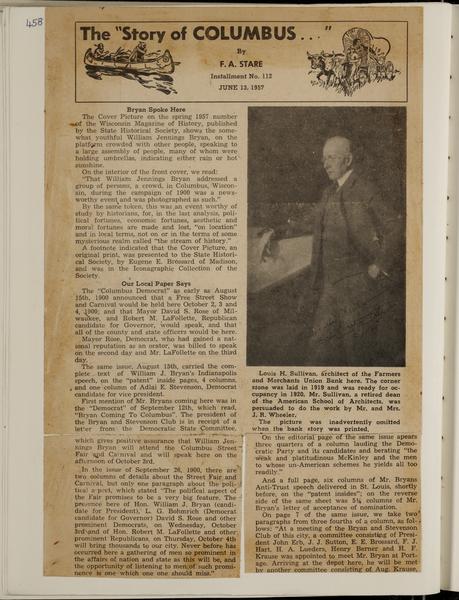 458
The "Story of COLUMBUS . . ."
By
F. A. STARE
Installment No. 112
JUNE 13, 1957
Bryan Spoke Here
The Cover Picture on the spring 1957 number
of the Wisconsin Magazine of History, published
by the State Historical Society, shows the some-
what youthful William Jennings Bryan, on the
platform crowded with other people, speaking to
a large assembly of people, many of whom were
holding umbrellas, indicating either rain or hot
sunshine.
On the interior of the front cover, we read:
"That William Jennings Bryan addressed a
group of persons, a crowd, in Columbus, Wiscon-
sin, during the campaign of 1900 was a news-
worthy event and was photographed as such."
By the same token, this was an event worthy of
study by historians, for, in the last analysis, poli-
tical fortunes, economic fortunes, aesthetic and
moral fortunes are made and lost, "on location"
and in local terms, not on or in the terms of some
mysterious realm called "the stream of history."
A footnote indicated that the Cover Picture, an
original print, was presented to the State Histori-
cal Society, by Eugene E. Brossard of Madison,
and was in the Iconagraphic Collection of the
Society.
Our Local Paper Says
The "Columbus Democrat" as early as August
15th, 1900 announced that a Free Street Show
and Carnival would be held here October 2, 3 and
4, 1900; and that Mayor David S. Rose of Mil-
waukee, and Robert M. LaFollette, Republican
candidate for Governor, would speak, and that
all of the county and state officers would be here.
Mayor Rose, Democrat, who had gained a nat-
ional reputation as an orator, was billed to speak
on the second day and Mr. LaFollette on the third
day.
The same issue, August 15th, carried the com-
plete text of William J. Bryan's Indianapolis
speech, on the "patent" inside pages, 4 columns,
and one column of Adlai E. Stevenson, Democrat
candidate for vice president.
First mention of Mr. Bryans coming here was in
the "Democrat" of September 12th, which read,
"Bryan Coming To Columbus". The president of
the Bryan and Stevenson Club is in receipt of a
letter from the Democratic State Committee,
which gives positive assurance that William Jen-
nings Bryan will attend the Columbus Street
Fair and Carnival and will speak here on the
afternoon of October 3rd.
In the issue of September 26, 1900, there are
two columns of details about the Street Fair and
Carnival, but only one paragraph about the poli-
tical aspect, which stated "The political aspect of
the Fair promises to be a very big feature. The
presence here of Hon. William J. Bryan (candi-
date for President), L. G. Bohmrich (Democrat
candidate for Governor) David S. Rose and other
prominent Democrats, on Wednesday, October
3rd and of Hon. Robert M. LaFollette and other
prominent Republicans, on Thursday, October 4th
will bring thousands to our city. Never before has
occurred here a gathering of men so prominent in
the affairs of nation and state as this will be, and
the opportunity of listening to men of such promi-
nence is one which one should miss."
Louis H. Sullivan, architect of the Farmers
and Merchants Union Bank here. The corner
stone was laid in 1919 and was ready for oc-
cupancy in 1920. Mr. Sullivan, a retired dean
of the American School of Architects, was
persuaded to do the work by Mr. and Mrs.
J. R. Wheeler.
The picture was inadvertently omitted
when the bank story was printed.
On the editorial page of the same issue spears
three quarters of a column lauding the Demo-
cratic Party and its candidates and berating "the
weak and platitudinous McKinley and the men
to whose un-American schemes he yields all too
readily."
And a full page, six columns of Mr. Bryans
Anti-Trust speech delivered in St. Louis, shortly
before, on the "patent insides"; on the reverse
side of the same sheet was 5¼ columns of Mr.
Bryan's letter of acceptance of nomination.
On page 7 of the same issue, we take two
paragraphs from three fourths of a column, as fol-
lows: "At a meeting of the Bryan and Stevenson
Club of this city, a committee consisting of Presi-
dent John Erb, J. J. Sutton, E. E. Brossard, F. J.
Hart, H. A. Lueders, Henry Berner and H. F.
Krause was appointed to meet Mr. Bryan at Port-
age. Arriving at the depot here, he will be met
by another committee consisting of Aug. Krause,